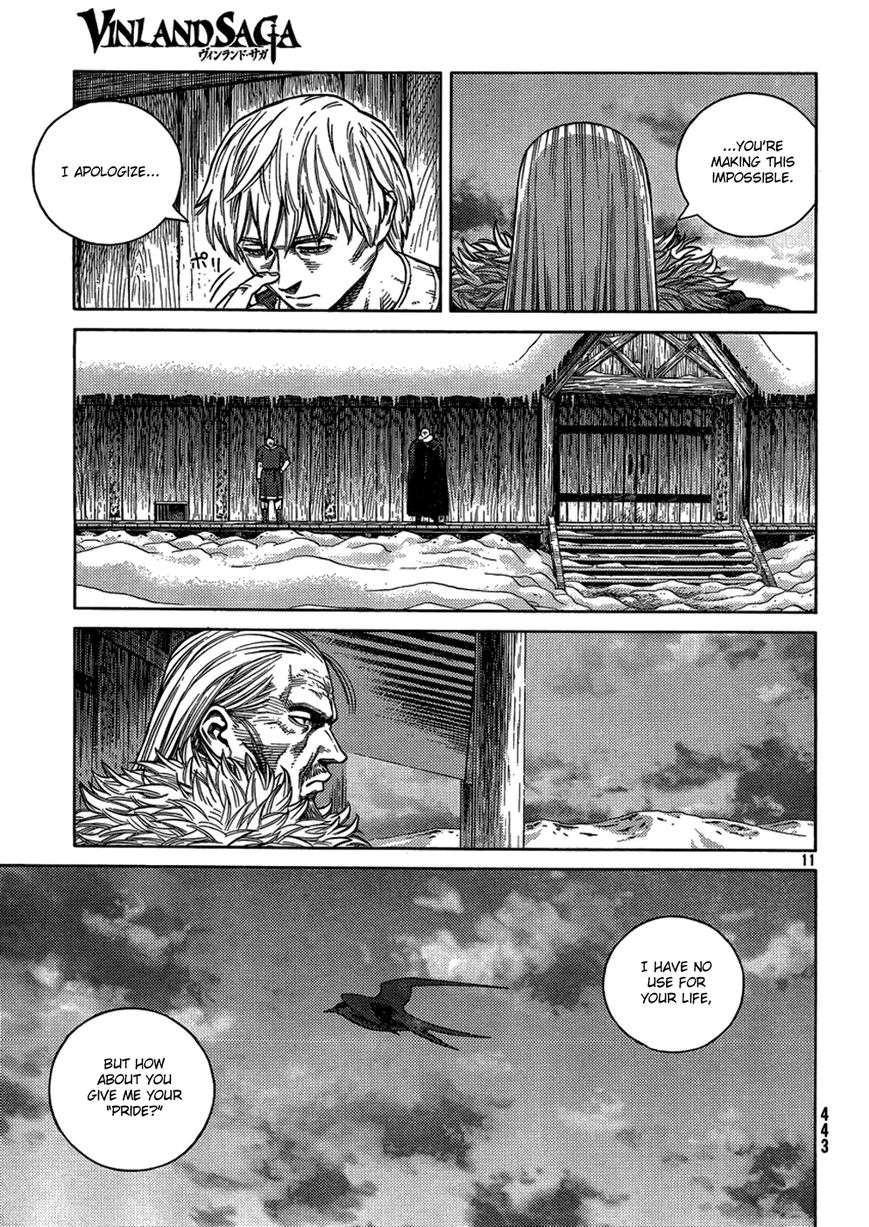 VINLAND SAGA
ヴィンランド・サガ
...YOU'RE
MAKING THIS
IMPOSSIBLE.
I APOLOGIZE...
ポリ
11
I HAVE NO
USE FOR
YOUR LIFE,
BUT HOW
ABOUT YOU
GIVE ME YOUR
"PRIDE?"
443